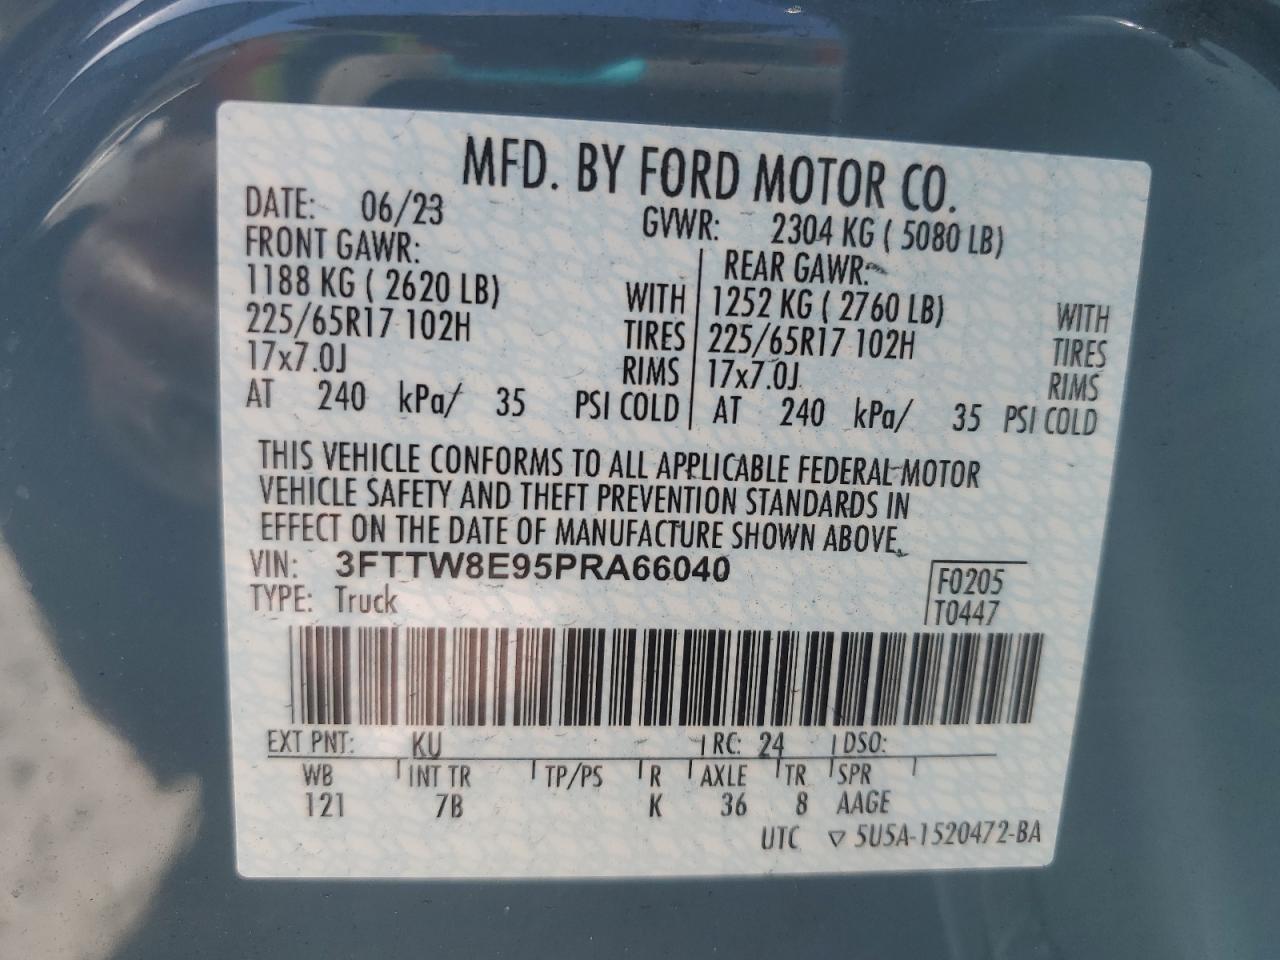 MFD. BY FORD MOTOR CO.
DATE: 06/23 GVWR: 2304 KG ( 5080 LB)
FRONT GAWR: REAR GAWR:
1188 KG ( 2620 LB) WITH 1252 KG ( 2760 LB) WITH
225/65R17 102H TIRES 225/65R17 102H TIRES
17x7.0J RIMS 17x7.0J RIMS
AT 240 kPa/ 35 PSI COLD AT 240 kPa/ 35 PSI COLD
THIS VEHICLE CONFORMS TO ALL APPLICABLE FEDERAL MOTOR
VEHICLE SAFETY AND THEFT PREVENTION STANDARDS IN
EFFECT ON THE DATE OF MANUFACTURE SHOWN ABOVE.
VIN: 3FTTW8E95PRA66040 F0205
TYPE: Truck T0447
EXT PNT: KU RC: 24 DSO:
WB INT TR TP/PS R AXLE TR SPR
121 7B K 36 8 AAGE
UTC ▽ 5U5A-1520472-BA